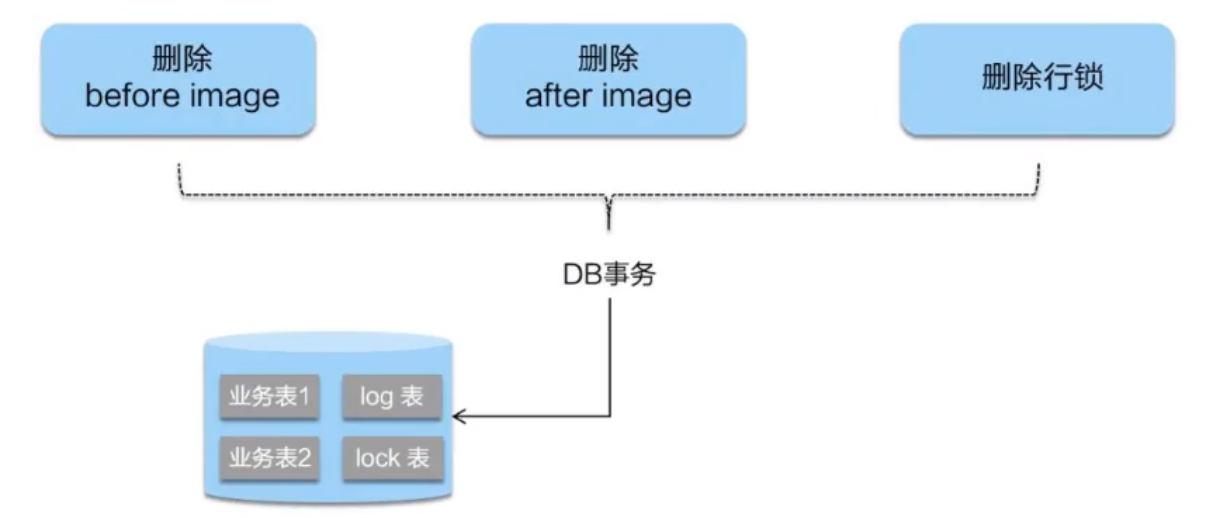 删除
before image
删除
after image
删除行锁
DB事务
业务表1
log 表
业务表2
lock 表